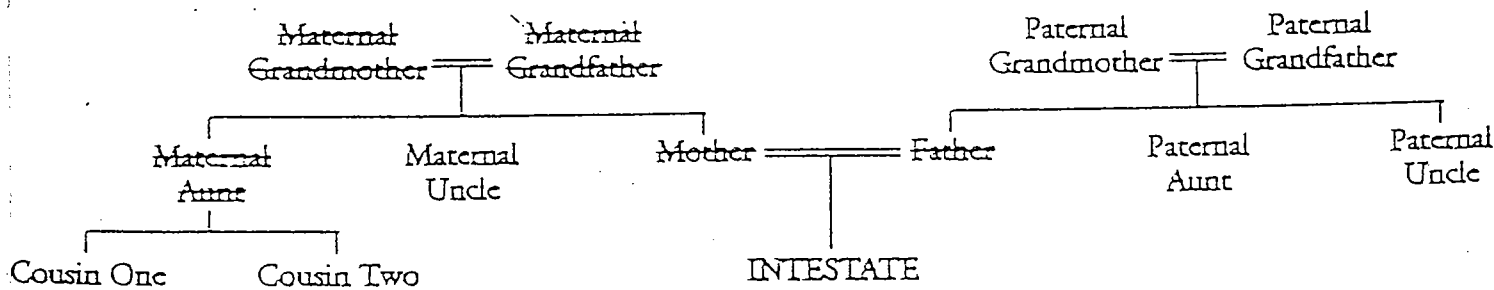 Maternal Grandmother
Maternal Grandfather
Paternal Grandmother
Paternal Grandfather
Maternal Aunt
Maternal Uncle
Mother
Father
Paternal Aunt
Paternal Uncle
Cousin One
Cousin Two
INTESTATE